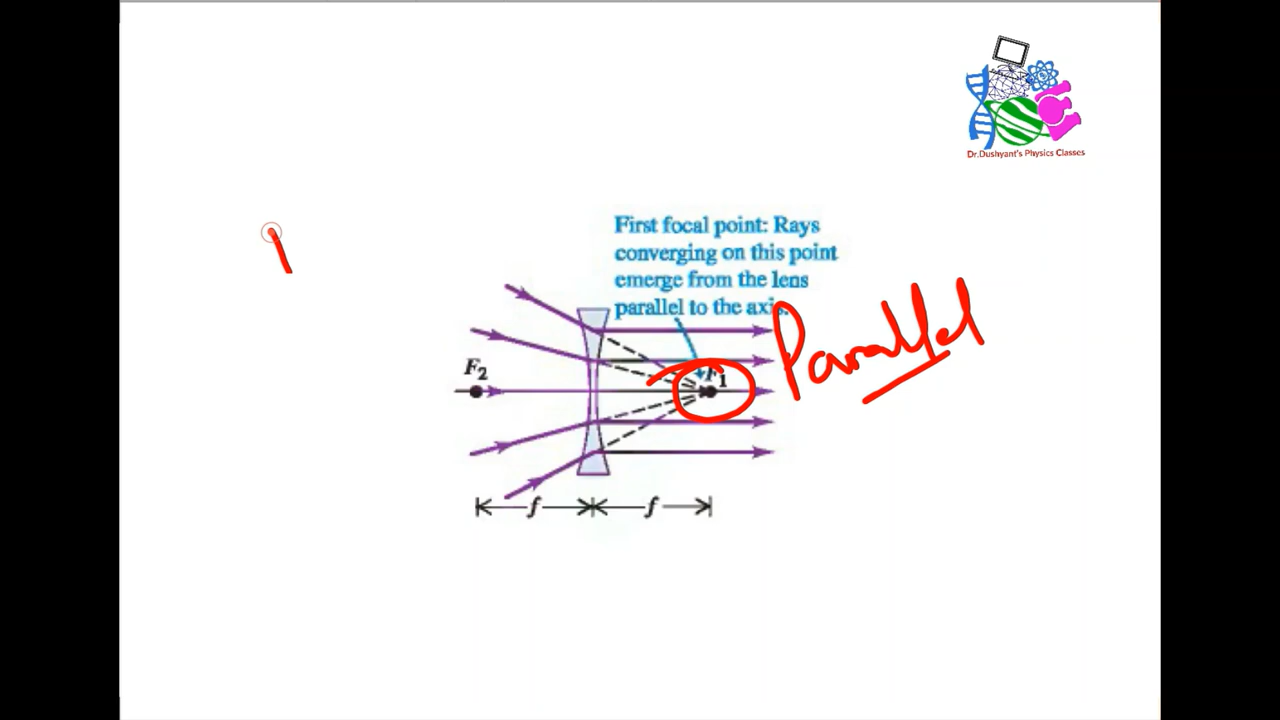 Dr.Dushyant's Physics Classes
First focal point: Rays
converging on this point
emerge from the lens
parallel to the axis.
Parallel
F2
F1
f
f